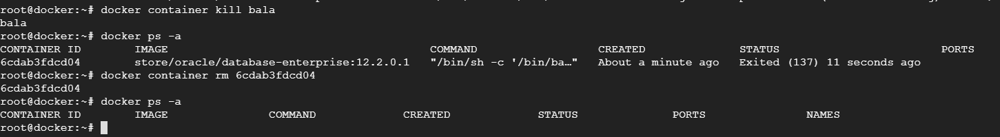 root@docker:~# docker container kill bala
bala
root@docker:~# docker ps -a
CONTAINER ID IMAGE COMMAND CREATED STATUS PORTS
6cdab3fdcd04 store/oracle/database-enterprise:12.2.0.1 "/bin/sh -c '/bin/ba…" About a minute ago Exited (137) 11 seconds ago
root@docker:~# docker container rm 6cdab3fdcd04
6cdab3fdcd04
root@docker:~# docker ps -a
CONTAINER ID IMAGE COMMAND CREATED STATUS PORTS NAMES
root@docker:~#